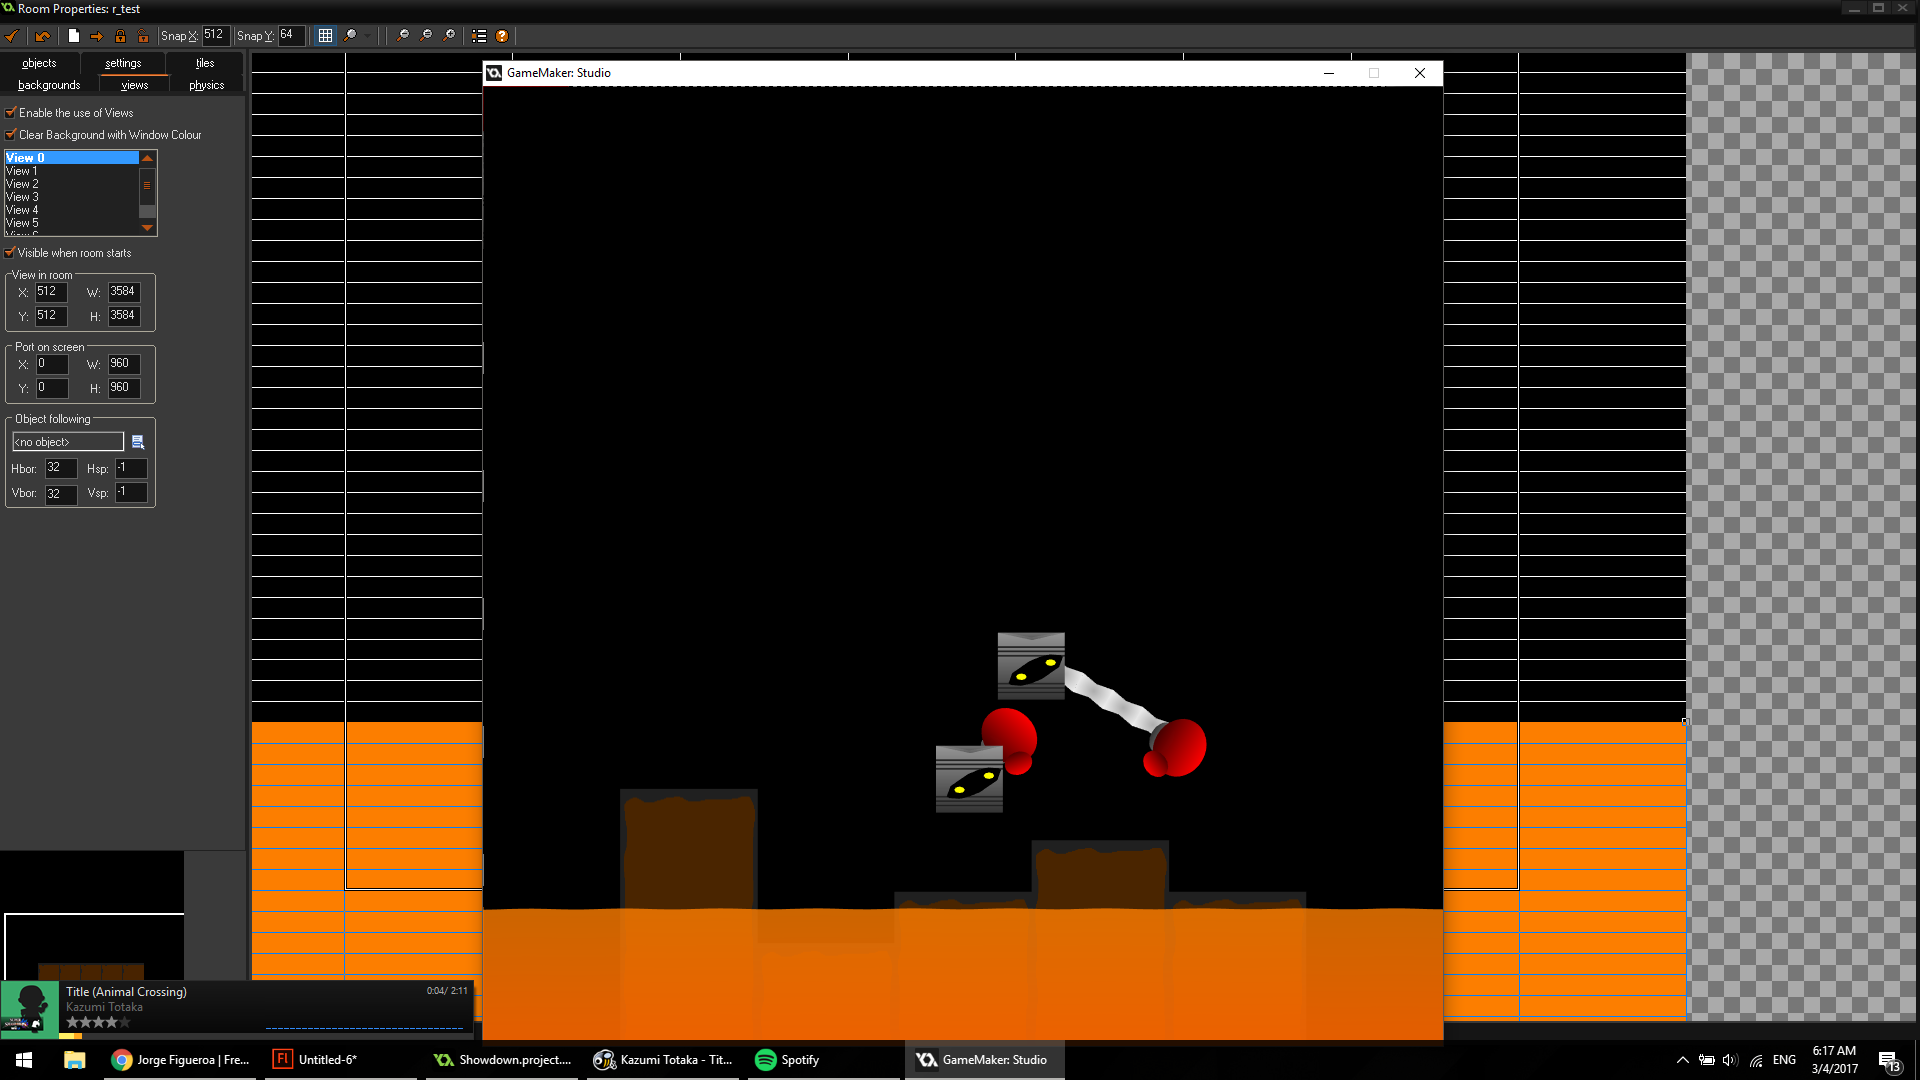 Room Properties: r_test
Snap X: 512 Snap Y: 64
objects settings tiles
backgrounds views physics
Enable the use of Views
Clear Background with Window Colour
View 0
View 1
View 2
View 3
View 4
View 5
Visible when room starts
View in room
X: 512 W: 3584
Y: 512 H: 3584
Port on screen
X: 0 W: 960
Y: 0 H: 960
Object following
<no object>
Hbor: 32 Hsp: -1
Vbor: 32 Vsp: -1
GameMaker: Studio
Title (Animal Crossing) 0:04/ 2:11
Kazumi Totaka
Jorge Figueroa | Fre...
Fl Untitled-6*
Showdown.project....
Kazumi Totaka - Tit...
Spotify
GameMaker: Studio
ENG
6:17 AM
3/4/2017
13